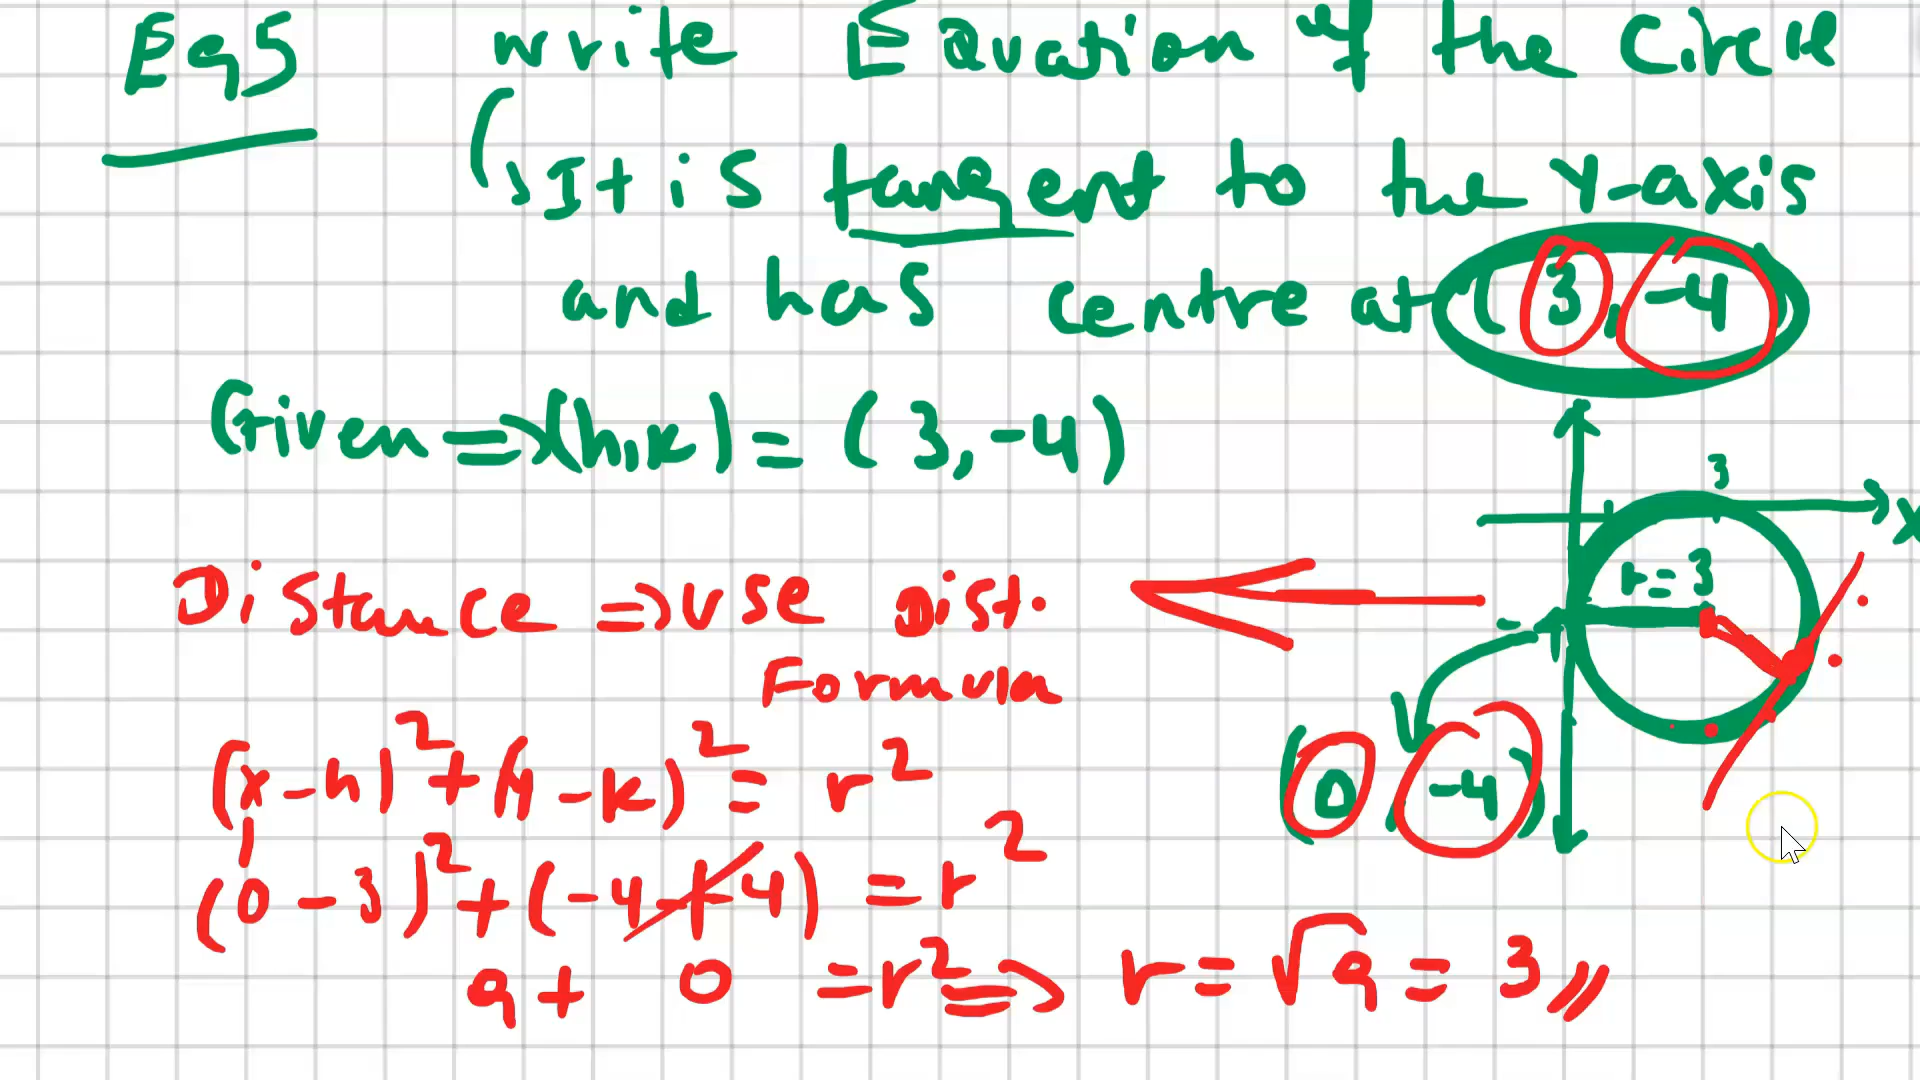 Eg5 write Equation of the Circle
It is tangent to the Y-axis
and has centre at (3, -4)
Given => (h,k) = (3, -4)
3
x
r = 3
Distance => use Dist.
Formula
(0, -4)
(x-h)² + (y-k)² = r²
(0-3)² + (-4+4) = r²
9 + 0 = r² => r = √9 = 3